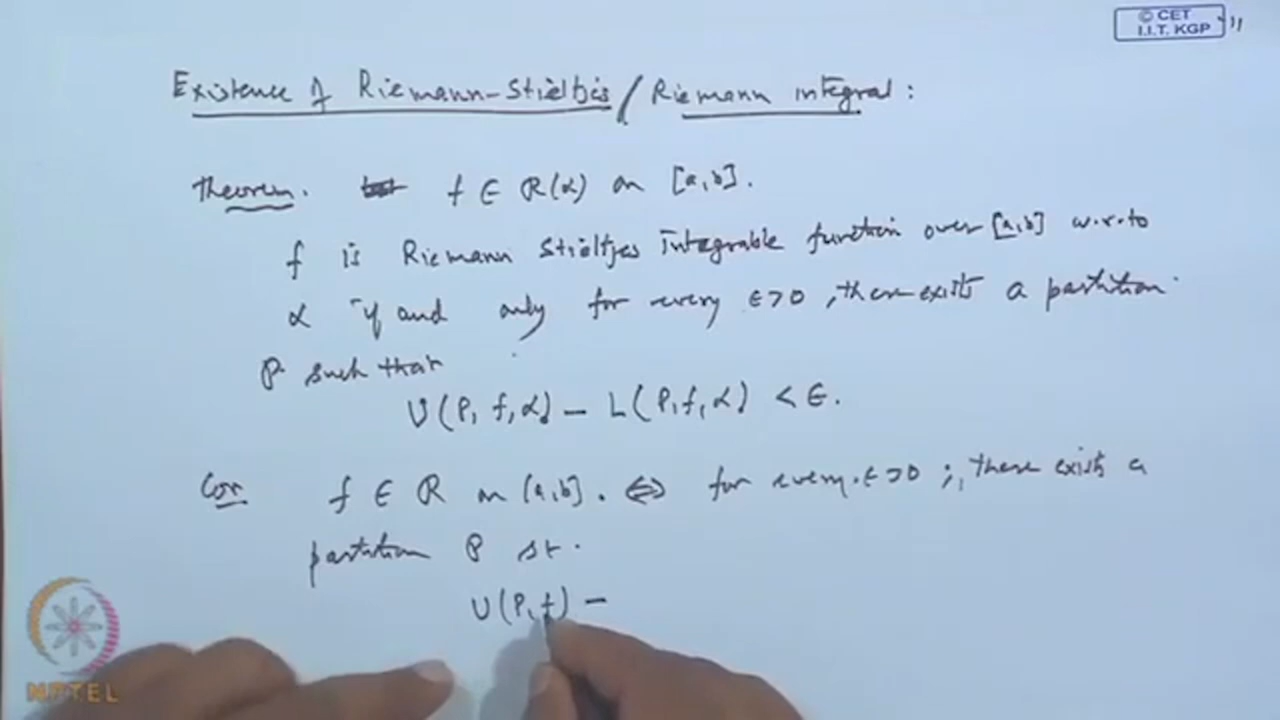 © CET
I.I.T. KGP
Existence of Riemann-Stieltjes / Riemann integral :
Theorem. f ∈ R(α) on [a,b].
f is Riemann Stieltjes Integrable function over [a,b] w.r.to
α if and only for every ε>0, there exists a partition
P such that
U(P, f, α) - L(P, f, α) < ε.
Cor f ∈ R on [a,b]. ⇔ for every ε>0, there exists a
partition P st.
U(P, f) -
NPTEL